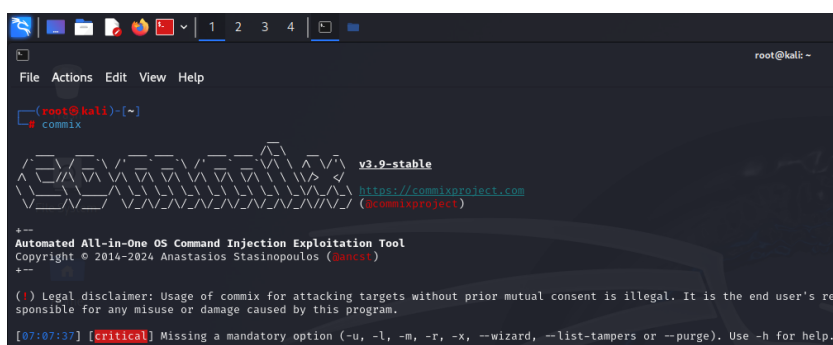 1 2 3 4
root@kali: ~
File Actions Edit View Help
(root㉿kali)-[~]
# commix
commix v3.9-stable
https://commixproject.com
(@commixproject)
+--
Automated All-in-One OS Command Injection Exploitation Tool
Copyright © 2014-2024 Anastasios Stasinopoulos (@ancst)
+--
(!) Legal disclaimer: Usage of commix for attacking targets without prior mutual consent is illegal. It is the end user's re
sponsible for any misuse or damage caused by this program.
[07:07:37] [critical] Missing a mandatory option (-u, -l, -m, -r, -x, --wizard, --list-tampers or --purge). Use -h for help.